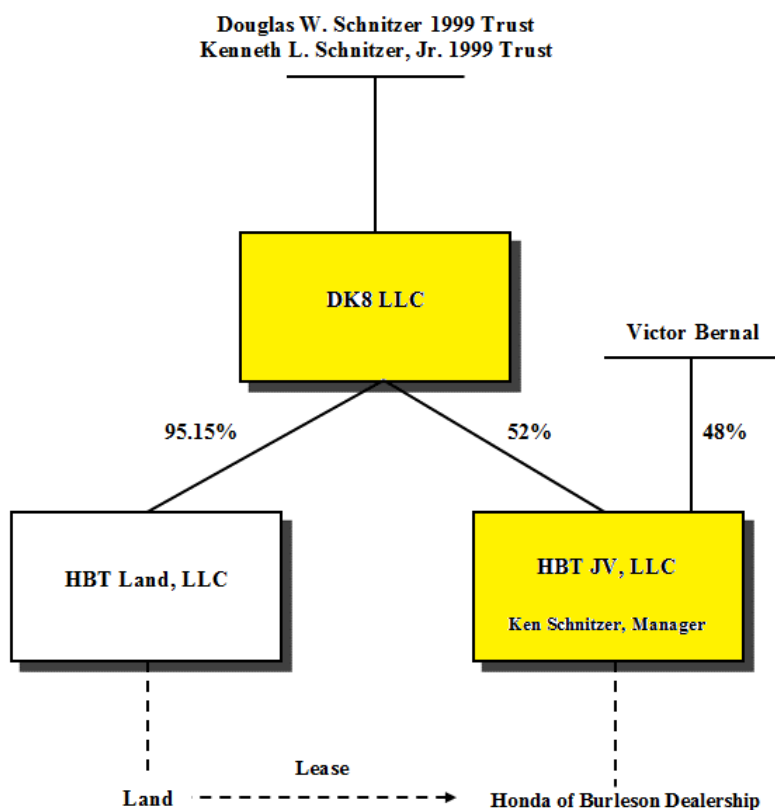 Douglas W. Schnitzer 1999 Trust
Kenneth L. Schnitzer, Jr. 1999 Trust
DK8 LLC
Victor Bernal
95.15%
52%
48%
HBT Land, LLC
HBT JV, LLC
Ken Schnitzer, Manager
Lease
Land
Honda of Burleson Dealership